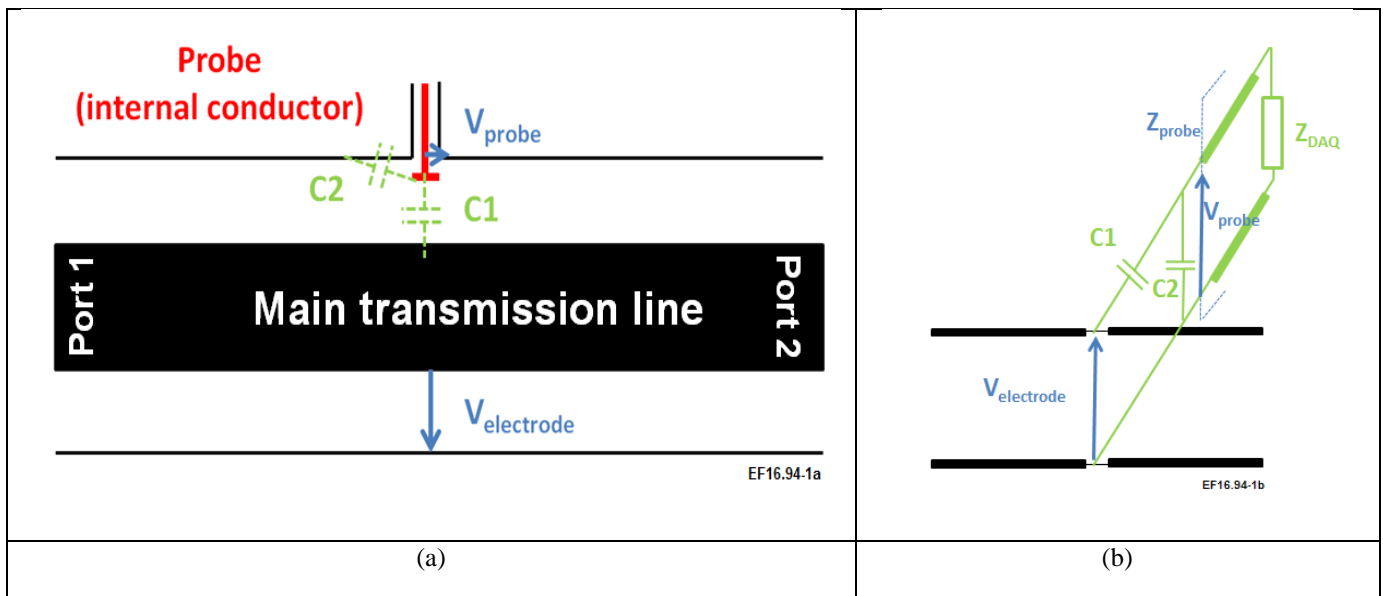 Probe
(internal conductor)
Vprobe
C2
C1
Port 1
Main transmission line
Port 2
Velectrode
EF16.94-1a
(a)
Zprobe
ZDAQ
Vprobe
C1
C2
Velectrode
EF16.94-1b
(b)